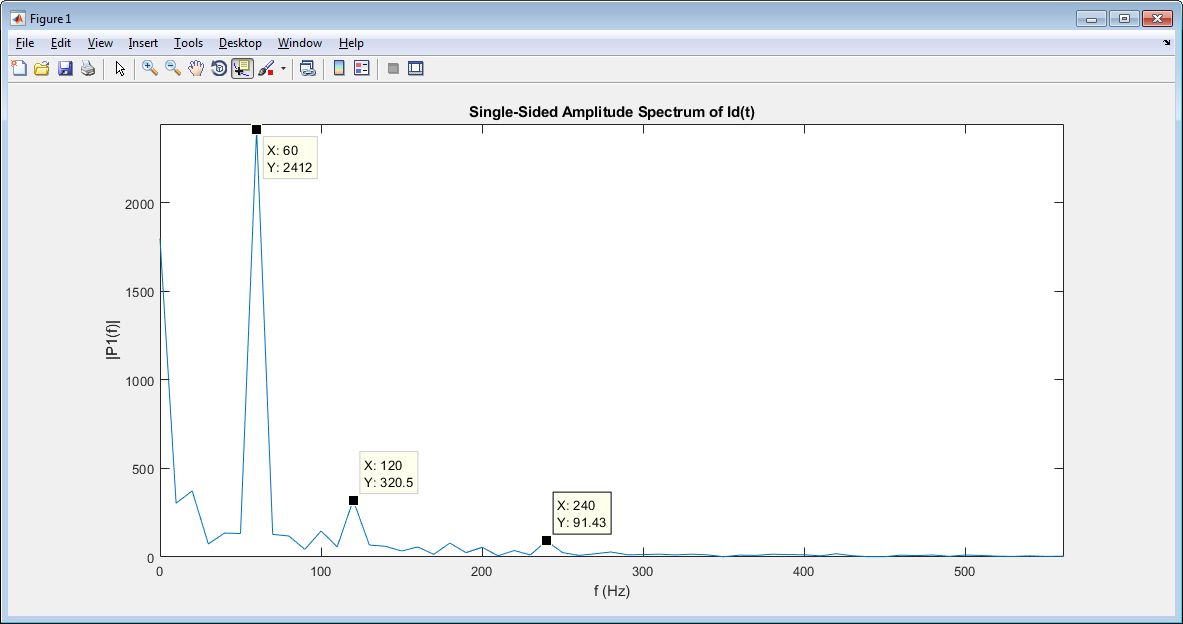 Figure 1
File Edit View Insert Tools Desktop Window Help
Single-Sided Amplitude Spectrum of Id(t)
X: 60
Y: 2412
2000
1500
|P1(f)|
1000
X: 120
Y: 320.5
500
X: 240
Y: 91.43
0
0 100 200 300 400 500
f (Hz)